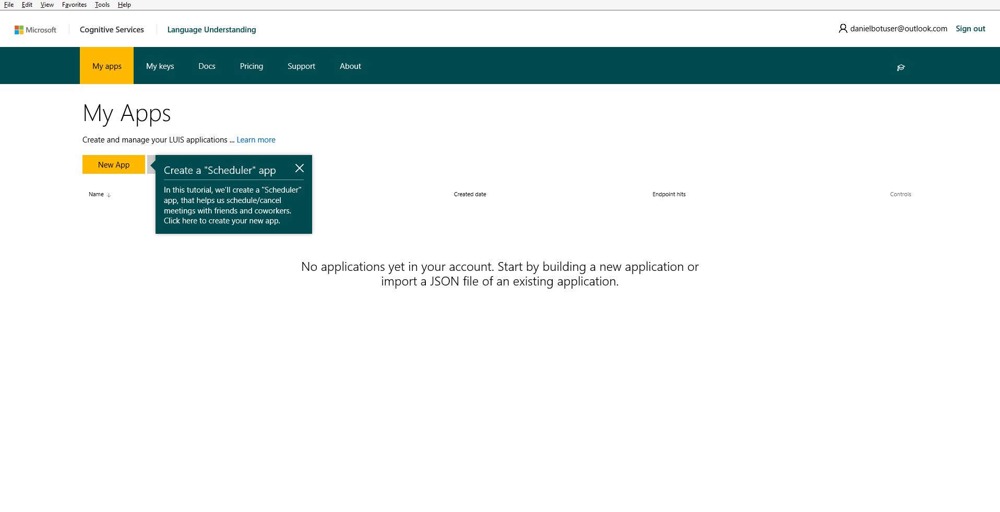 File Edit View Favorites Tools Help
Microsoft Cognitive Services Language Understanding danielbotuser@outlook.com Sign out
My apps My keys Docs Pricing Support About
My Apps
Create and manage your LUIS applications ... Learn more
New App
Create a "Scheduler" app
In this tutorial, we'll create a "Scheduler"
app, that helps us schedule/cancel
meetings with friends and coworkers.
Click here to create your new app.
Name Created date Endpoint hits Controls
No applications yet in your account. Start by building a new application or
import a JSON file of an existing application.